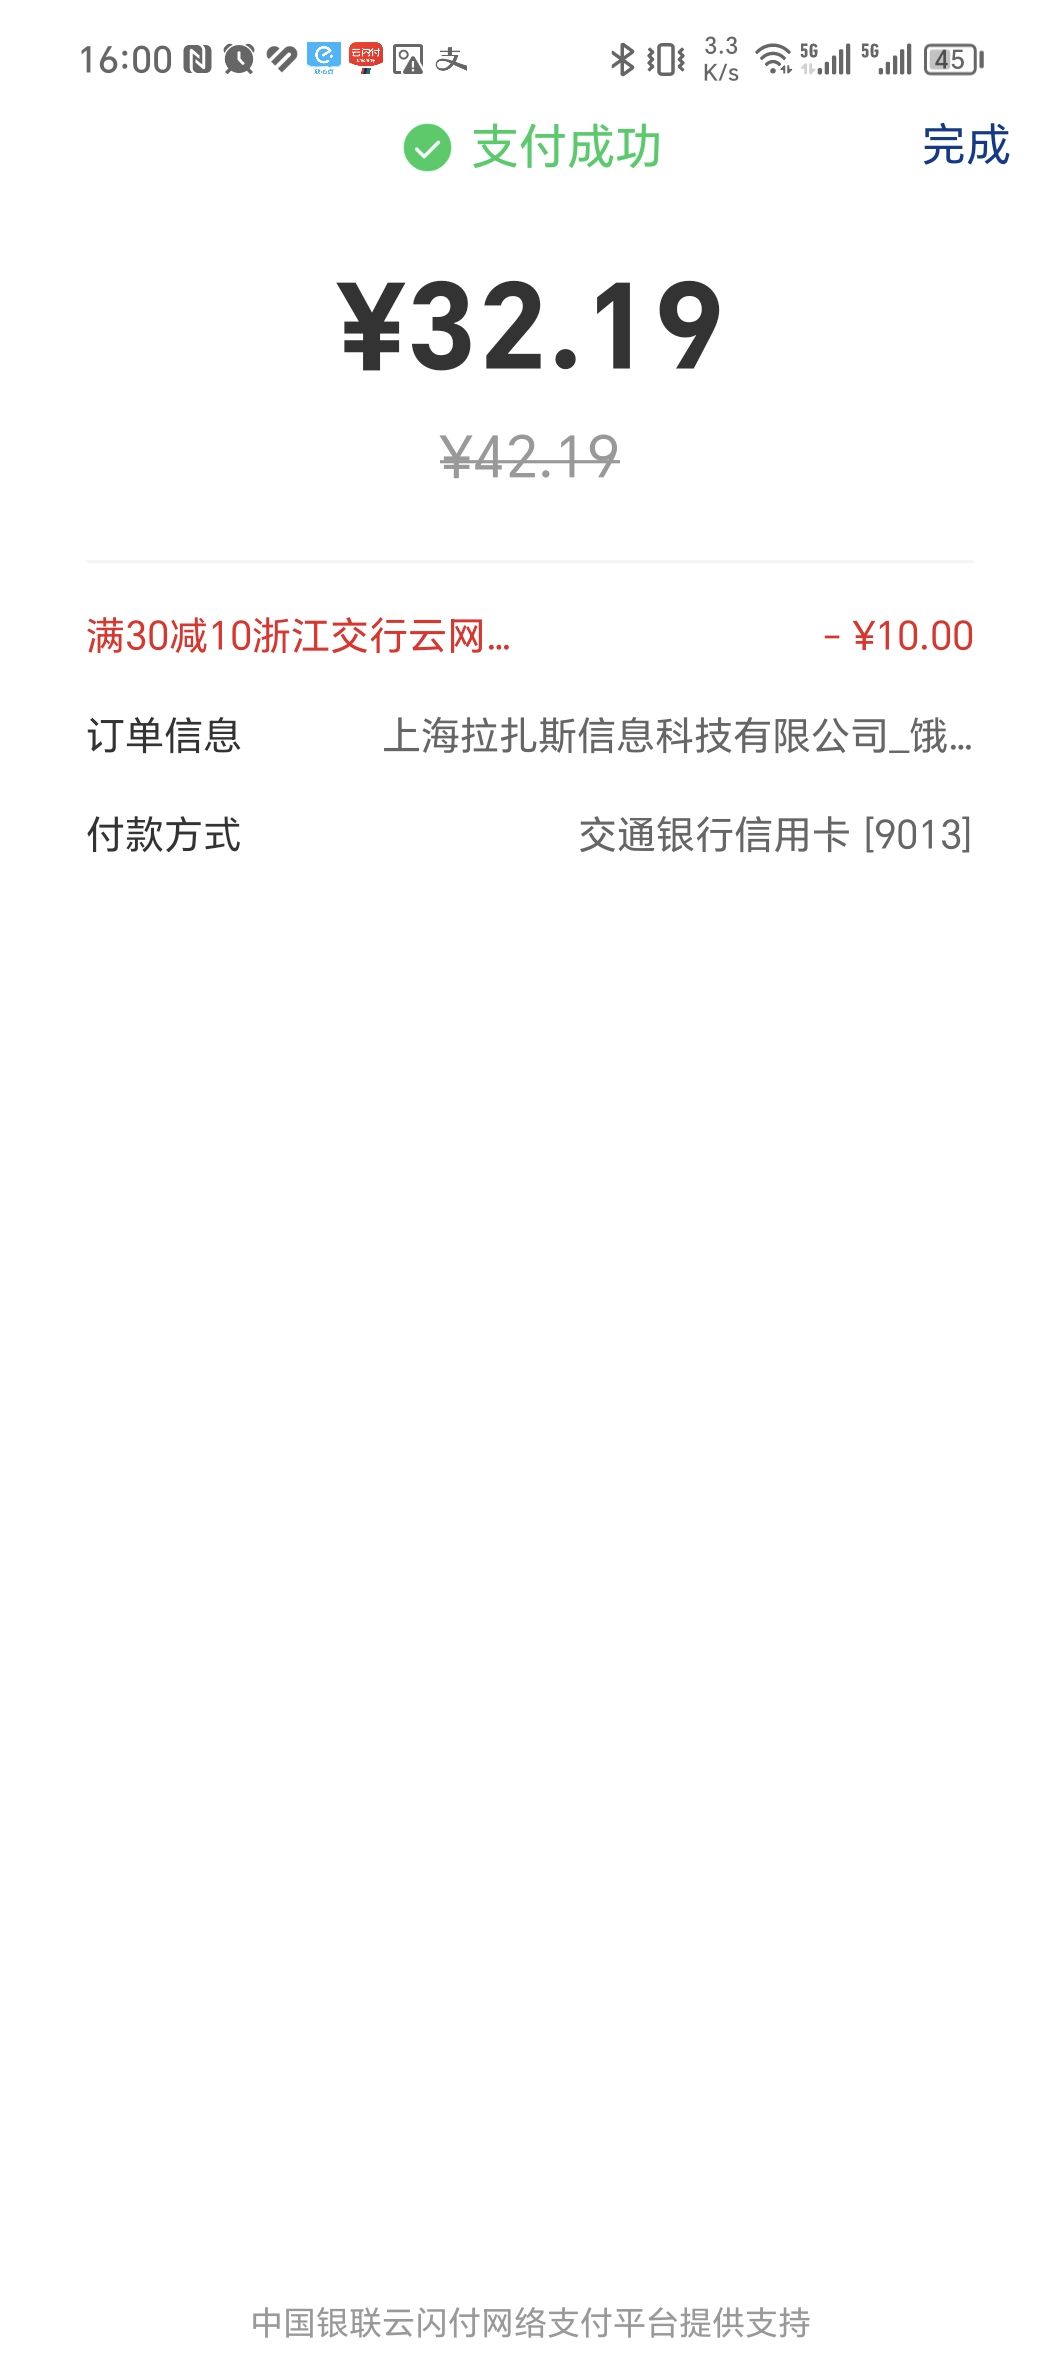 16:00 3.3 K/s 5G 5G 45
支付成功 完成
¥32.19
¥42.19
满30减10浙江交行云网... - ¥10.00
订单信息 上海拉扎斯信息科技有限公司_饿...
付款方式 交通银行信用卡 [9013]
中国银联云闪付网络支付平台提供支持